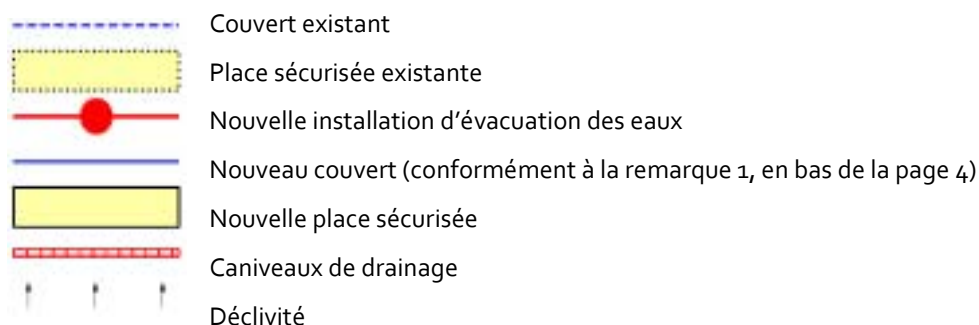 Couvert existant
Place sécurisée existante
Nouvelle installation d’évacuation des eaux
Nouveau couvert (conformément à la remarque 1, en bas de la page 4)
Nouvelle place sécurisée
Caniveaux de drainage
Déclivité